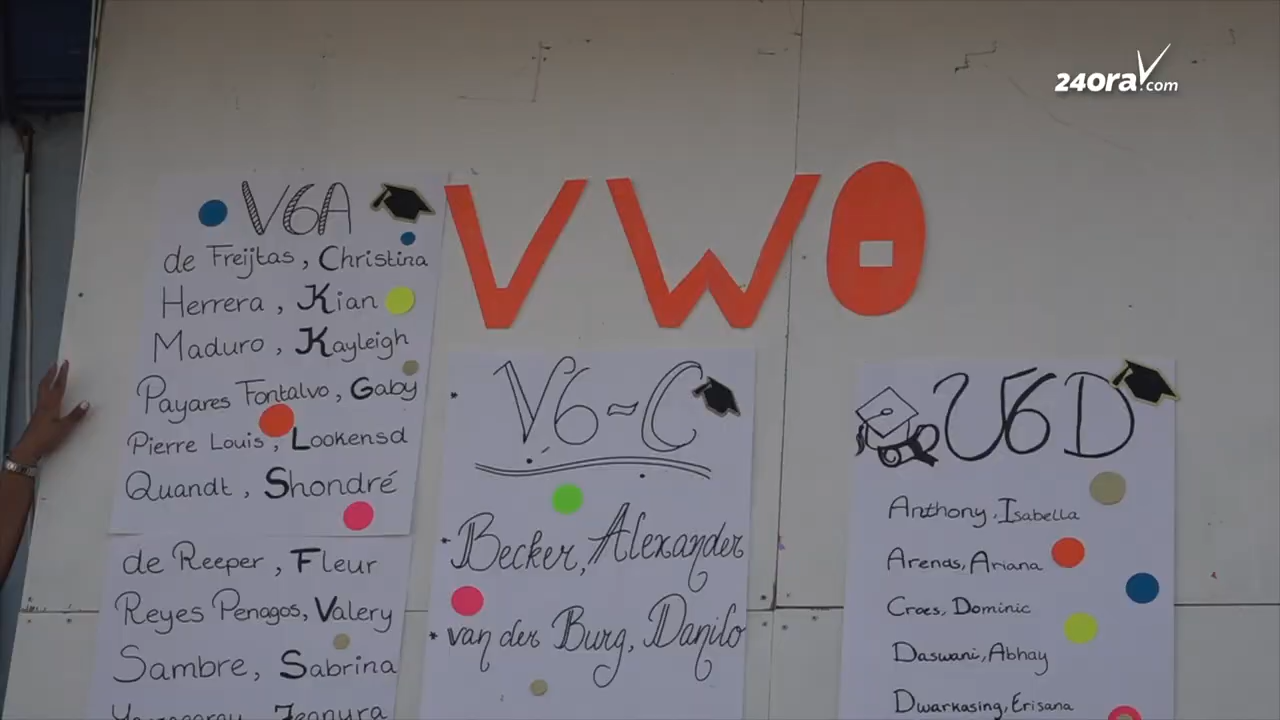 24ora.com
VWO
V6A
de Freijtas, Christina
Herrera, Kian
Maduro, Kayleigh
Payares Fontalvo, Gaby
Pierre Louis, Lookensd
Quandt, Shondré
de Reeper, Fleur
Reyes Penagos, Valery
Sambre, Sabrina
V6~C
Becker, Alexander
van der Burg, Danilo
V6D
Anthony, Isabella
Arends, Ariana
Croes, Dominic
Daswani, Abhay
Dwarkasing, Erisana